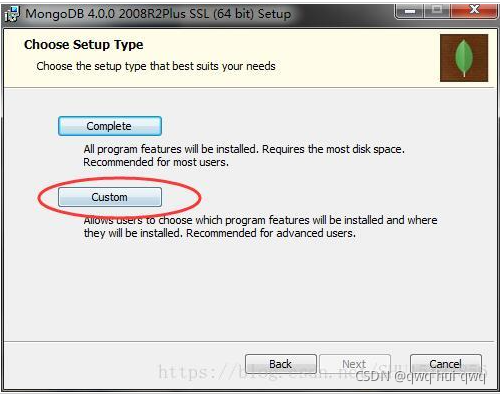 MongoDB 4.0.0 2008R2Plus SSL (64 bit) Setup
Choose Setup Type
Choose the setup type that best suits your needs
Complete
All program features will be installed. Requires the most disk space.
Recommended for most users.
Custom
Allows users to choose which program features will be installed and where
they will be installed. Recommended for advanced users.
Back
Next
Cancel
https://blog.csdn.net/
CSDN @qwq hui qwq